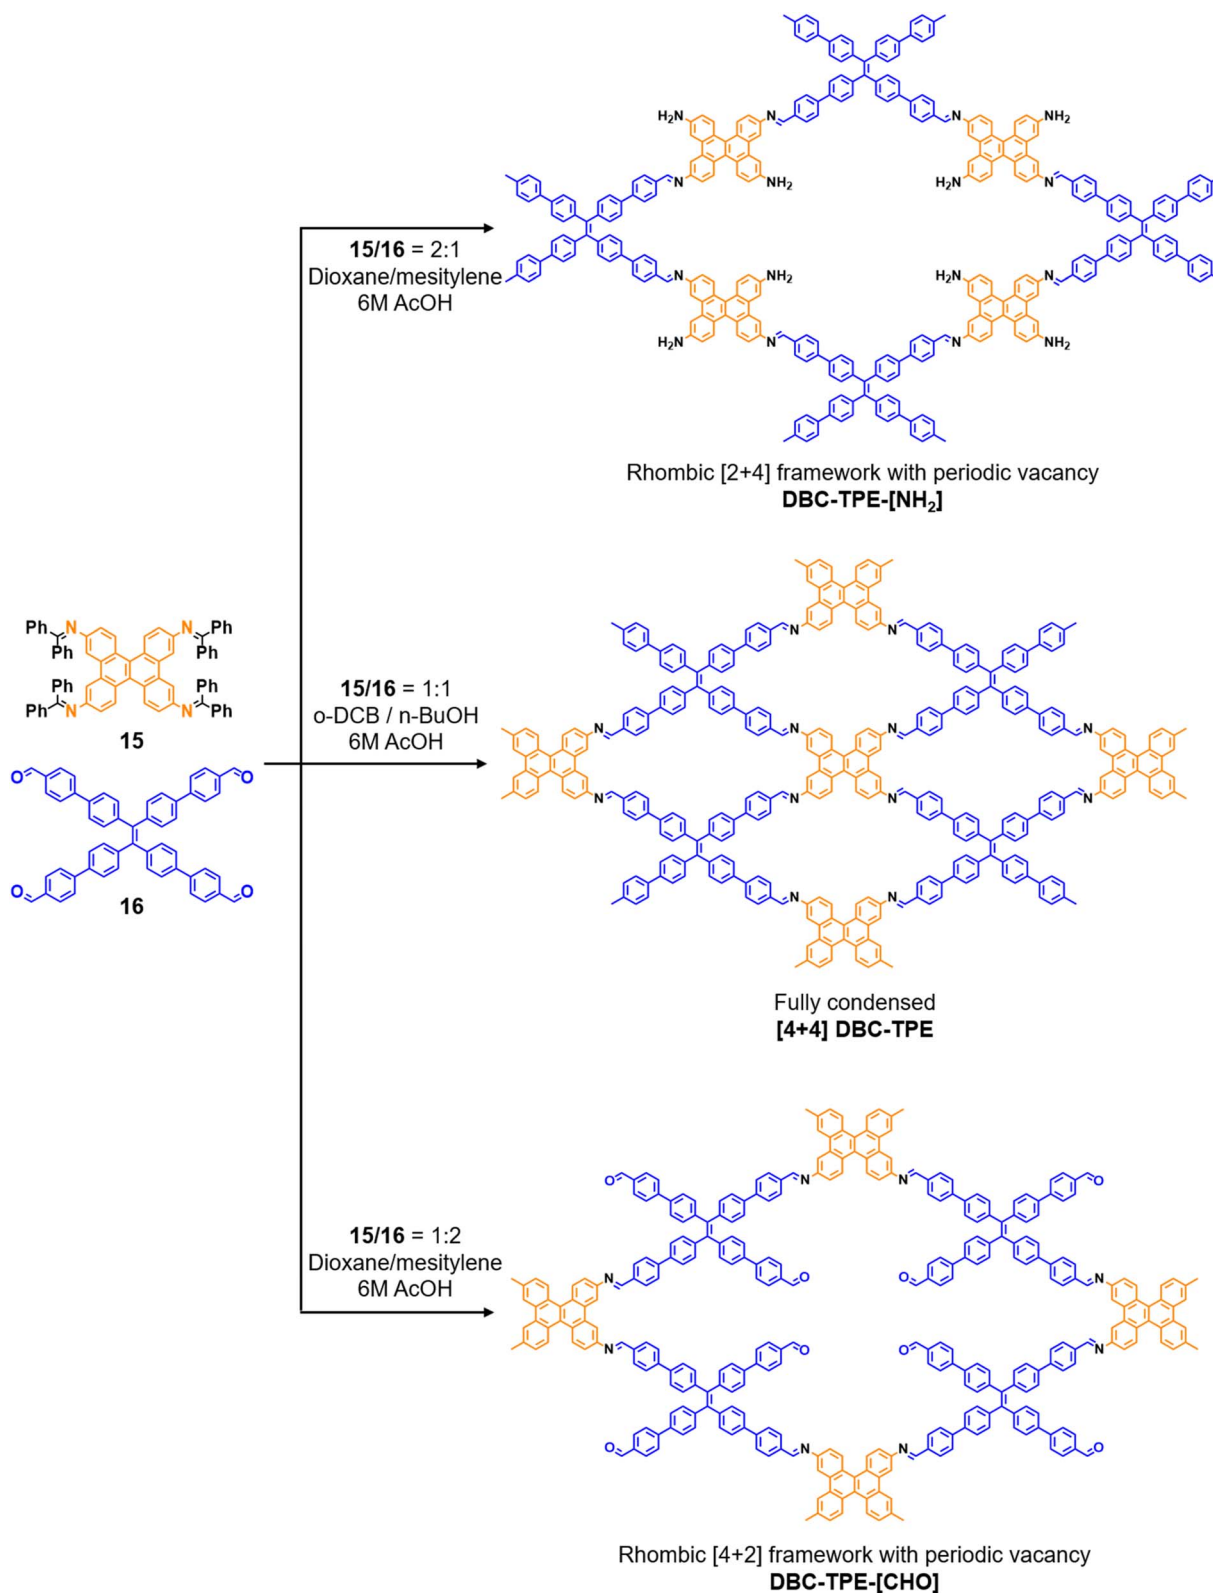 H2N
N
N
NH2
N
NH2
H2N
N
15/16 = 2:1
Dioxane/mesitylene
6M AcOH
N
NH2
H2N
N
H2N
N
N
NH2
Rhombic [2+4] framework with periodic vacancy
DBC-TPE-[NH2]
Ph N N Ph
Ph Ph
Ph Ph
Ph N N Ph
15
15/16 = 1:1
o-DCB / n-BuOH
6M AcOH
N N
N N N N
N N N N
N N
O O
O O
16
Fully condensed
[4+4] DBC-TPE
O N N O
N O O N
15/16 = 1:2
Dioxane/mesitylene
6M AcOH
N O O N
O N N O
Rhombic [4+2] framework with periodic vacancy
DBC-TPE-[CHO]